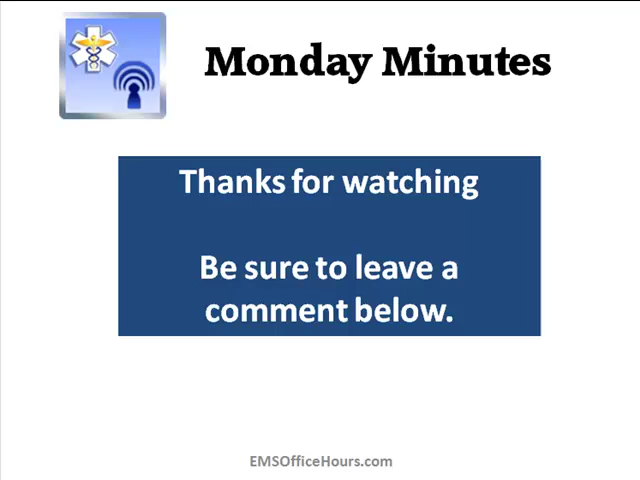 Monday Minutes
Thanks for watching
Be sure to leave a
comment below.
EMSOfficeHours.com